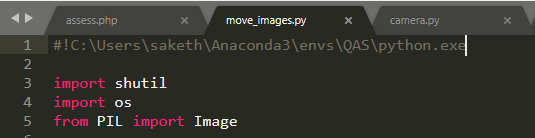 assess.php move_images.py camera.py
1 #!C:\Users\saketh\Anaconda3\envs\QAS\python.exe
2
3 import shutil
4 import os
5 from PIL import Image